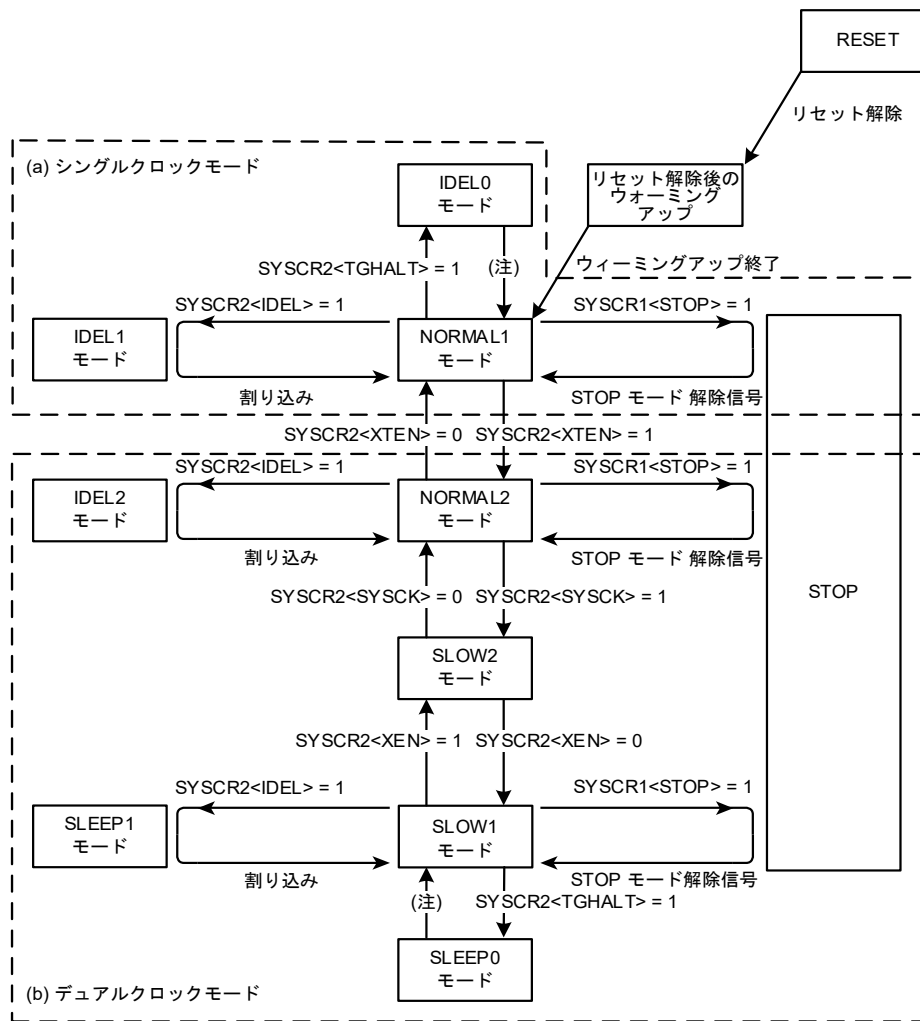 RESET
リセット解除
(a) シングルクロックモード
IDEL0
モード
リセット解除後の
ウォーミング
アップ
SYSCR2<TGHALT> = 1
(注)
ウィーミングアップ終了
SYSCR2<IDEL> = 1
SYSCR1<STOP> = 1
IDEL1
モード
NORMAL1
モード
割り込み
STOP モード 解除信号
SYSCR2<XTEN> = 0
SYSCR2<XTEN> = 1
SYSCR2<IDEL> = 1
SYSCR1<STOP> = 1
IDEL2
モード
NORMAL2
モード
割り込み
STOP モード 解除信号
SYSCR2<SYSCK> = 0
SYSCR2<SYSCK> = 1
STOP
SLOW2
モード
SYSCR2<XEN> = 1
SYSCR2<XEN> = 0
SYSCR2<IDEL> = 1
SYSCR1<STOP> = 1
SLEEP1
モード
SLOW1
モード
割り込み
STOP モード解除信号
(注)
SYSCR2<TGHALT> = 1
SLEEP0
モード
(b) デュアルクロックモード